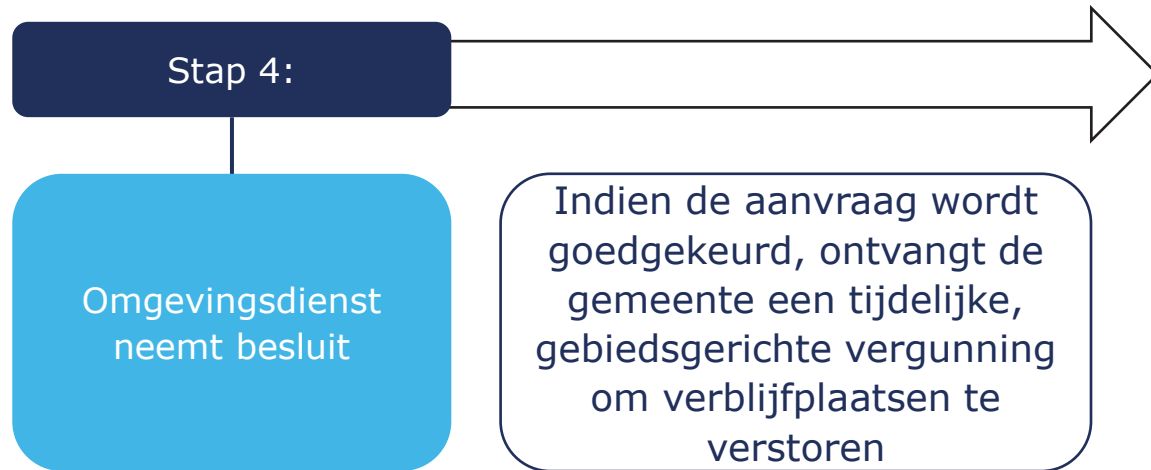 Stap 4:
Omgevingsdienst
neemt besluit
Indien de aanvraag wordt
goedgekeurd, ontvangt de
gemeente een tijdelijke,
gebiedsgerichte vergunning
om verblijfplaatsen te
verstoren